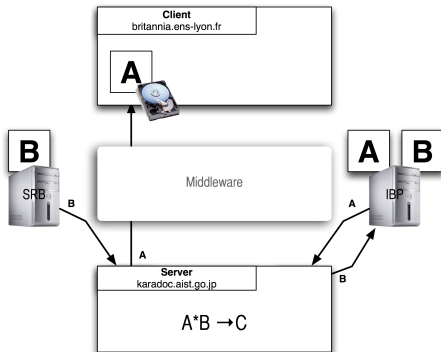 Client
britannia.ens-lyon.fr
A
B
A B
Middleware
SRB
IBP
B
A
A
B
Server
karadoc.aist.go.jp
A*B →C